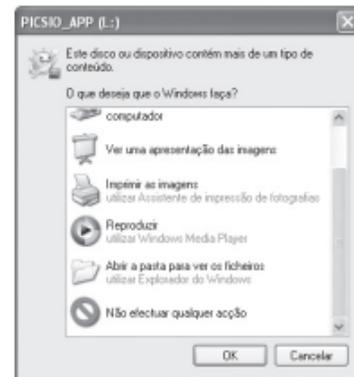 PICSIO_APP (L:)
Este disco ou dispositivo contém mais de um tipo de
conteúdo.
O que deseja que o Windows faça?
computador
Ver uma apresentação das imagens
Imprimir as imagens
utilizar Assistente de impressão de fotografias
Reproduzir
utilizar Windows Media Player
Abrir a pasta para ver os ficheiros
utilizar Explorador do Windows
Não efectuar qualquer acção
OK
Cancelar